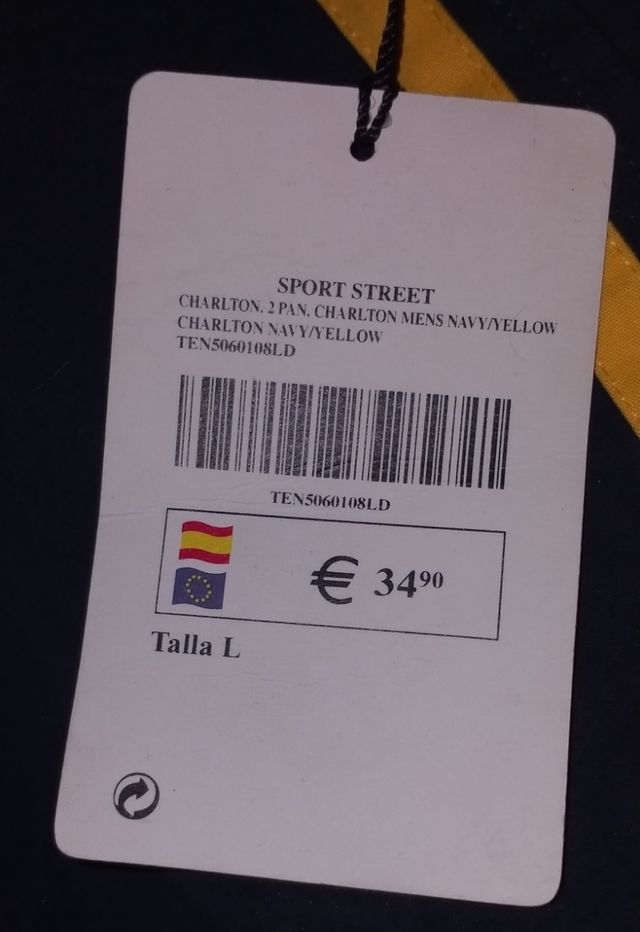 SPORT STREET
CHARLTON. 2 PAN. CHARLTON MENS NAVY/YELLOW
CHARLTON NAVY/YELLOW
TEN5060108LD
TEN5060108LD
€ 3490
Talla L